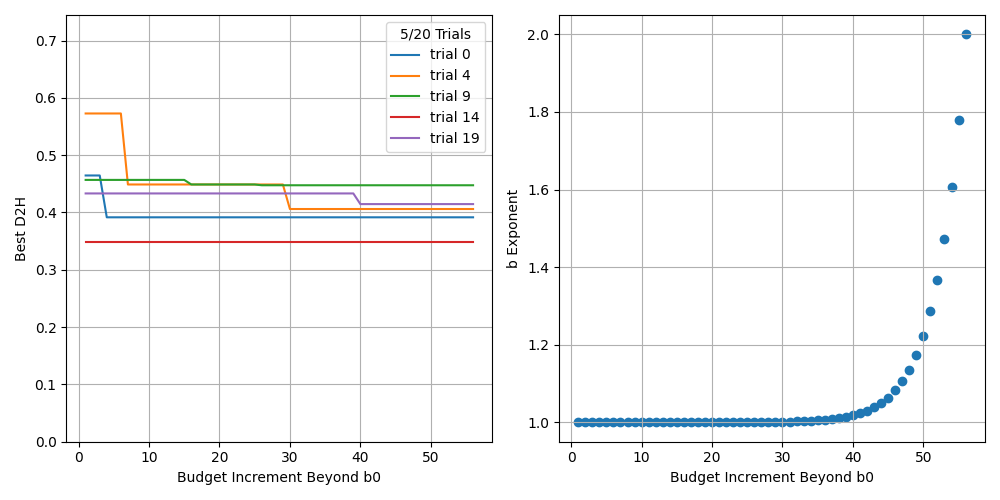 5/20 Trials
trial 0
trial 4
trial 9
trial 14
trial 19
Best D2H
0.7
0.6
0.5
0.4
0.3
0.2
0.1
0.0
0 10 20 30 40 50
Budget Increment Beyond b0
b Exponent
2.0
1.8
1.6
1.4
1.2
1.0
0 10 20 30 40 50
Budget Increment Beyond b0